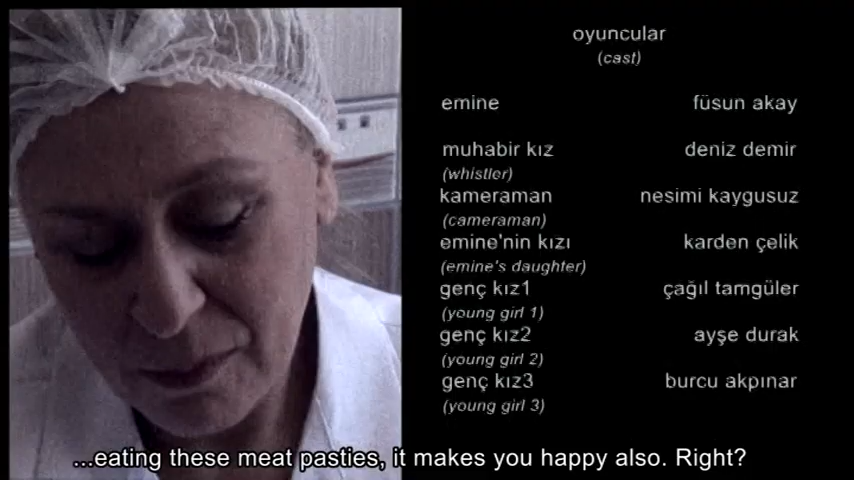 oyuncular
(cast)
emine füsun akay
muhabir kız deniz demir
(whistler)
kameraman nesimi kaygusuz
(cameraman)
emine'nin kızı karden çelik
(emine's daughter)
genç kız1 çağıl tamgüler
(young girl 1)
genç kız2 ayşe durak
(young girl 2)
genç kız3 burcu akpınar
(young girl 3)
...eating these meat pasties, it makes you happy also. Right?